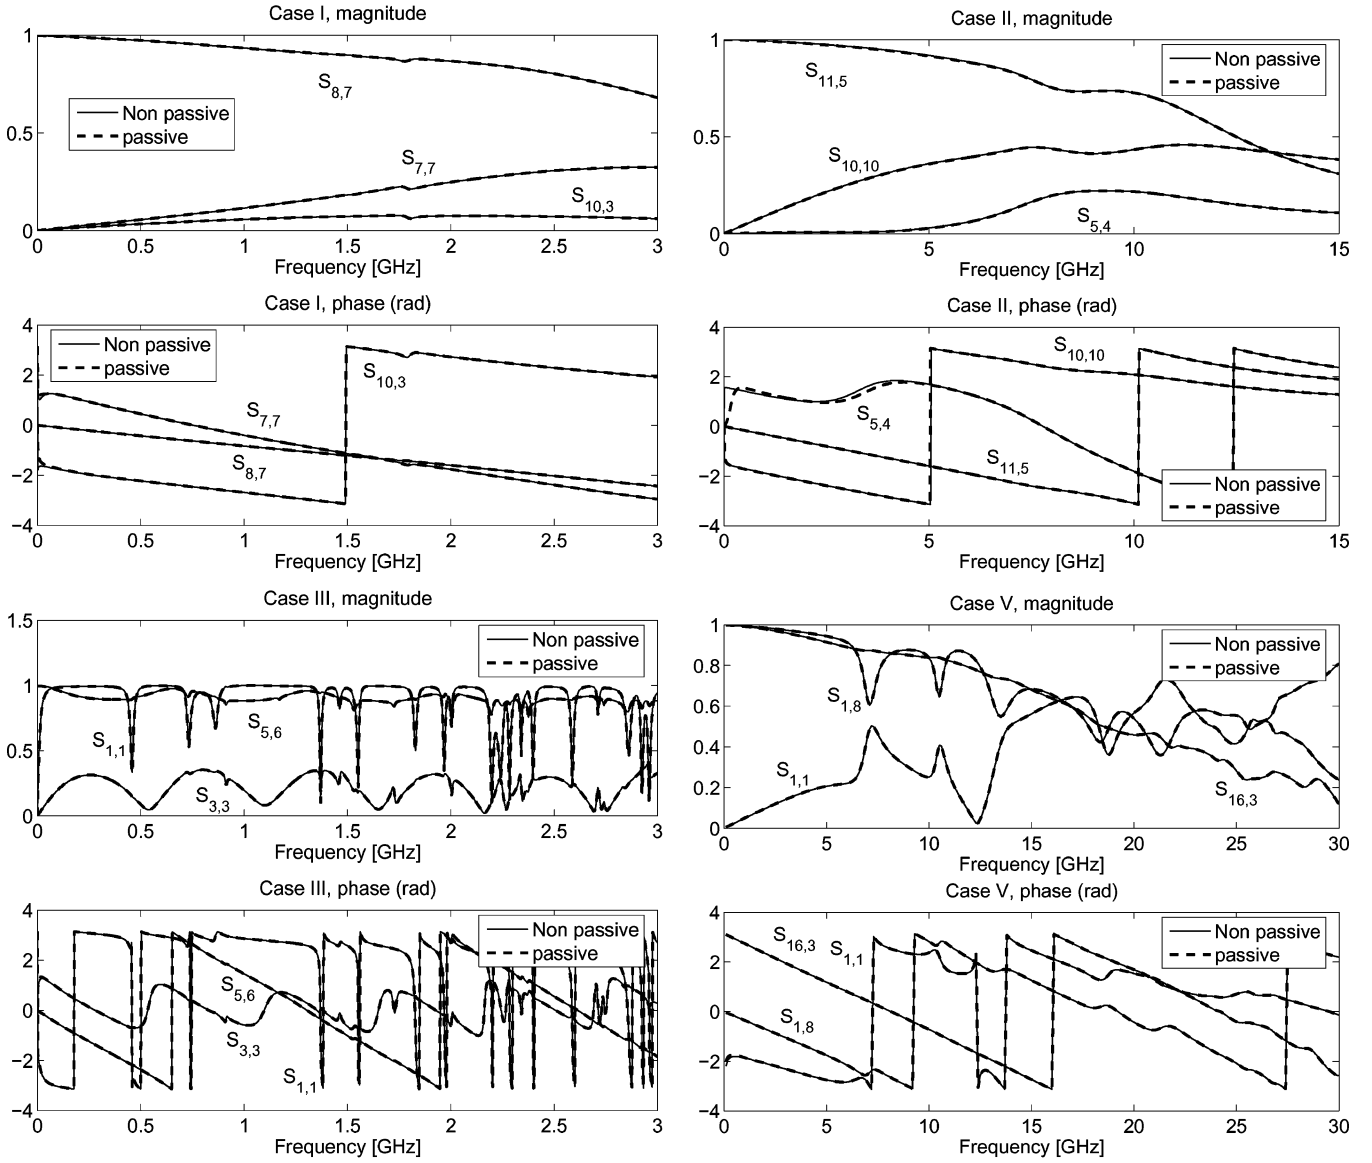 Case I, magnitude
1
0.5
0
S8,7
Non passive
passive
S7,7
S10,3
0 0.5 1 1.5 2 2.5 3
Frequency [GHz]
Case II, magnitude
1
0.5
0
S11,5
Non passive
passive
S10,10
S5,4
0 5 10 15
Frequency [GHz]
Case I, phase (rad)
4
2
0
−2
−4
Non passive
passive
S10,3
S7,7
S8,7
0 0.5 1 1.5 2 2.5 3
Frequency [GHz]
Case II, phase (rad)
4
2
0
−2
−4
S10,10
S5,4
S11,5
Non passive
passive
0 5 10 15
Frequency [GHz]
Case III, magnitude
1.5
1
0.5
0
Non passive
passive
S1,1
S5,6
S3,3
0 0.5 1 1.5 2 2.5 3
Frequency [GHz]
Case V, magnitude
1
0.8
0.6
0.4
0.2
0
Non passive
passive
S1,8
S1,1
S16,3
0 5 10 15 20 25 30
Frequency [GHz]
Case III, phase (rad)
4
2
0
−2
−4
Non passive
passive
S5,6
S3,3
S1,1
0 0.5 1 1.5 2 2.5 3
Frequency [GHz]
Case V, phase (rad)
4
2
0
−2
−4
S16,3
S1,1
Non passive
passive
S1,8
0 5 10 15 20 25 30
Frequency [GHz]